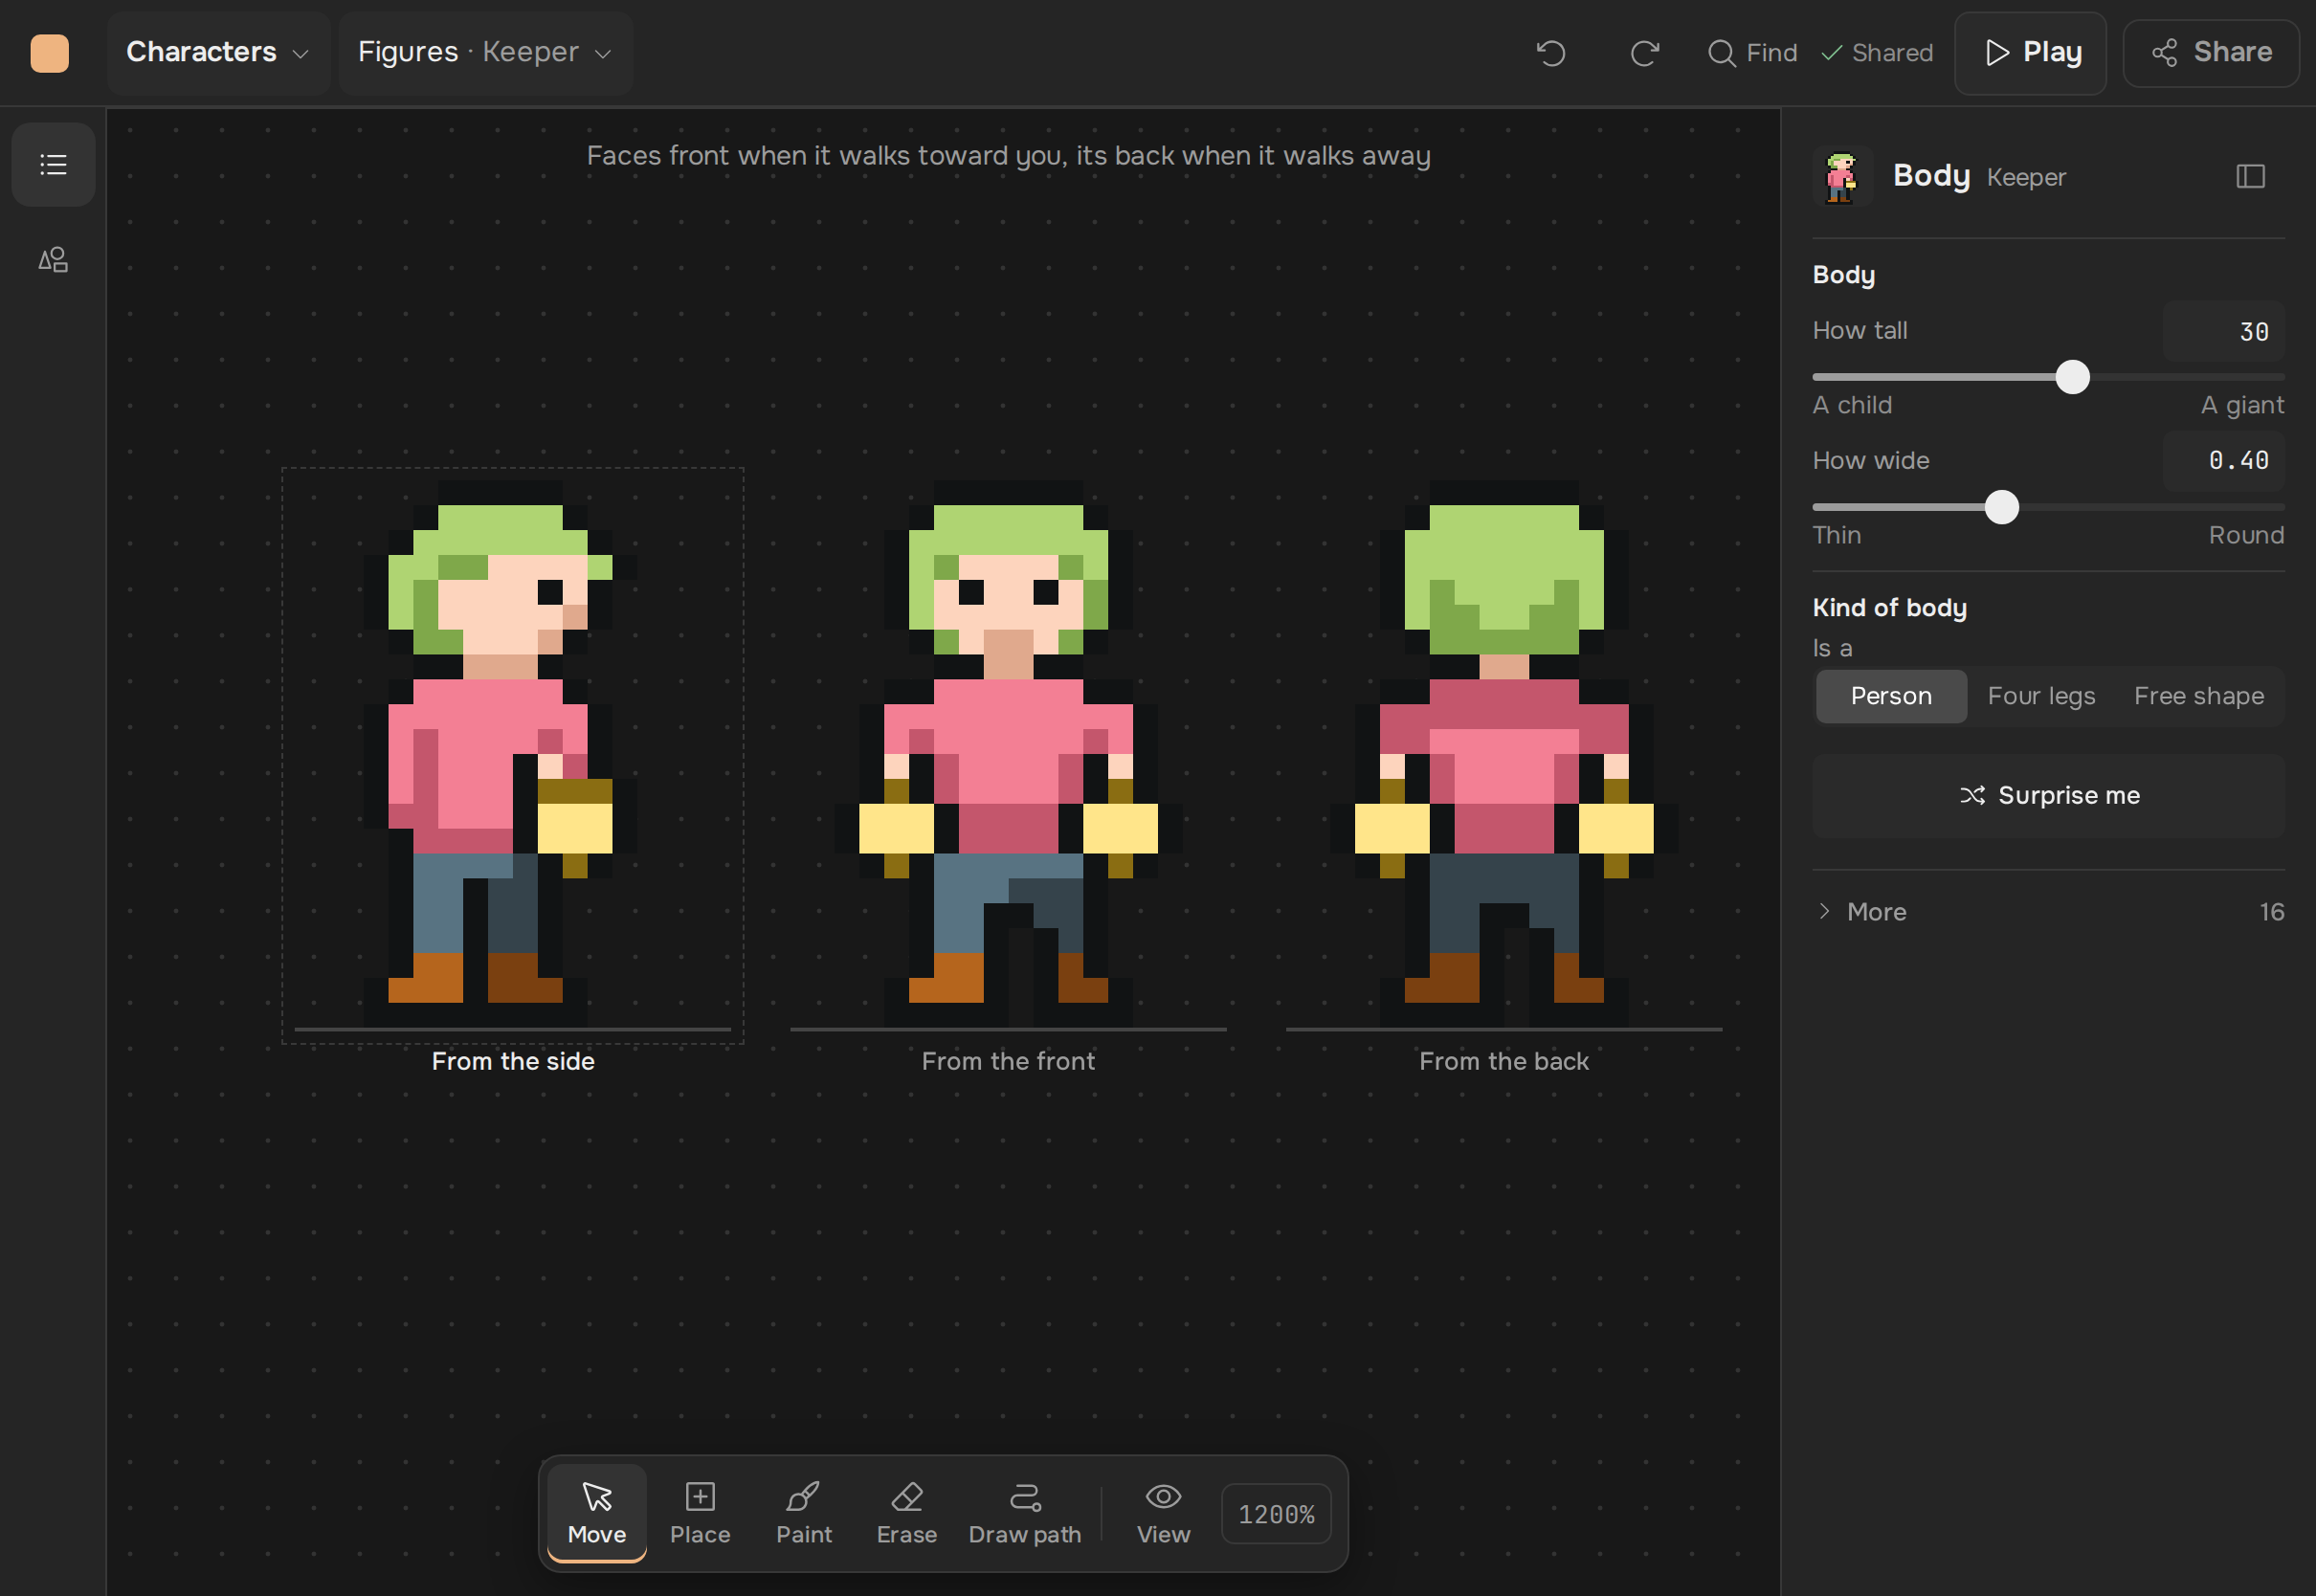 Characters
Figures · Keeper
Find
Shared
Play
Share
Faces front when it walks toward you, its back when it walks away
From the side
From the front
From the back
Body Keeper
Body
How tall 30
A child A giant
How wide 0.40
Thin Round
Kind of body
Is a
Person Four legs Free shape
Surprise me
More 16
Move Place Paint Erase Draw path View 1200%